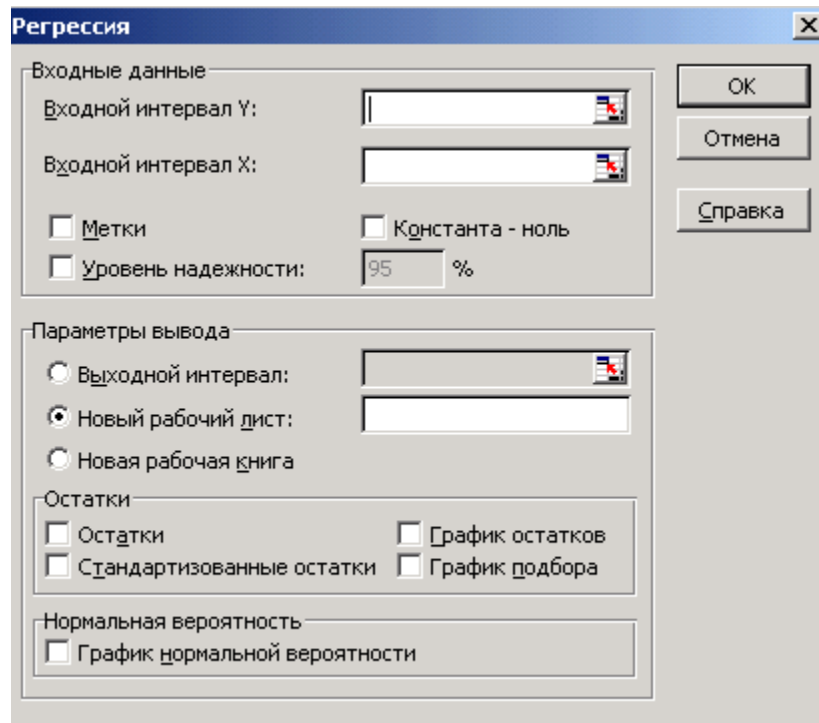 Регрессия
Входные данные
Входной интервал Y:
Входной интервал X:
Метки
Константа - ноль
Уровень надежности:
95
%
OK
Отмена
Справка
Параметры вывода
Выходной интервал:
Новый рабочий лист:
Новая рабочая книга
Остатки
Остатки
График остатков
Стандартизованные остатки
График подбора
Нормальная вероятность
График нормальной вероятности